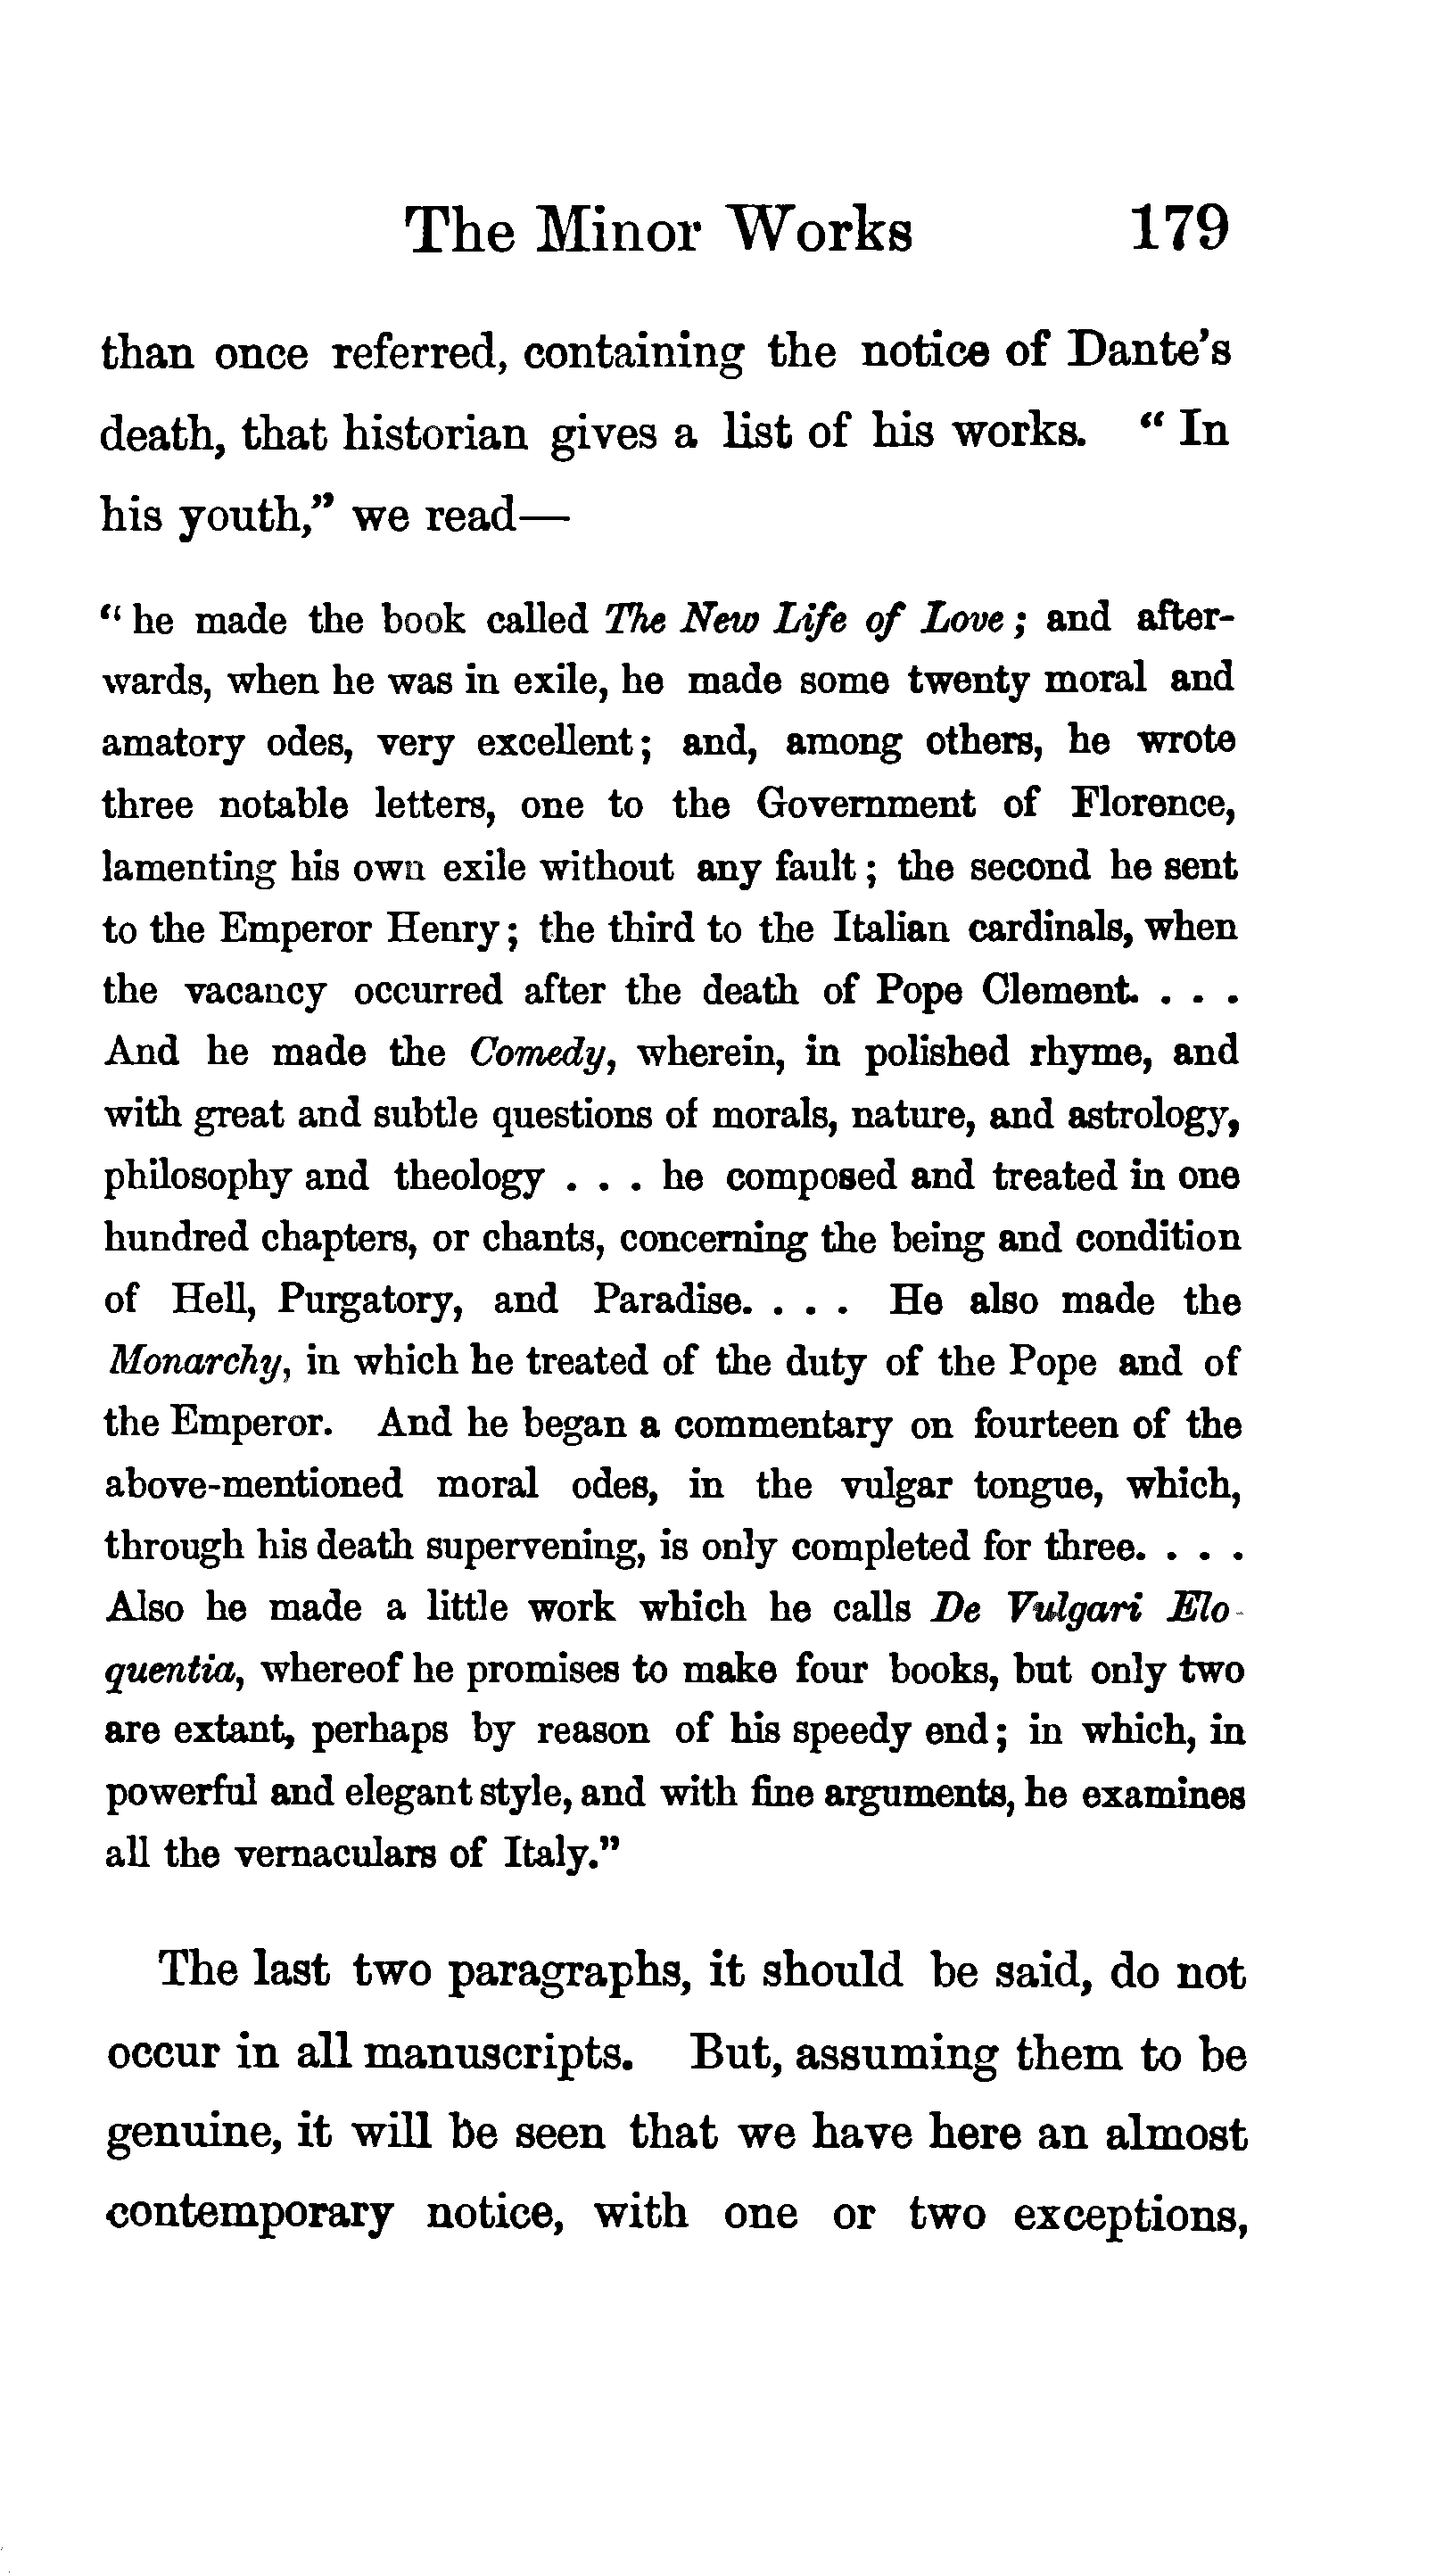 The Minor Works 179
than once referred, containing the notice of Dante's
death, that historian gives a list of his works. “ In
his youth,” we read—
“ he made the book called The New Life of Love ; and after-
wards, when he was in exile, he made some twenty moral and
amatory odes, very excellent ; and, among others, he wrote
three notable letters, one to the Government of Florence,
lamenting his own exile without any fault ; the second he sent
to the Emperor Henry ; the third to the Italian cardinals, when
the vacancy occurred after the death of Pope Clement. . . .
And he made the Comedy, wherein, in polished rhyme, and
with great and subtle questions of morals, nature, and astrology,
philosophy and theology . . . he composed and treated in one
hundred chapters, or chants, concerning the being and condition
of Hell, Purgatory, and Paradise. . . . He also made the
Monarchy, in which he treated of the duty of the Pope and of
the Emperor. And he began a commentary on fourteen of the
above-mentioned moral odes, in the vulgar tongue, which,
through his death supervening, is only completed for three. . . .
Also he made a little work which he calls De Vulgari Elo-
quentia, whereof he promises to make four books, but only two
are extant, perhaps by reason of his speedy end ; in which, in
powerful and elegant style, and with fine arguments, he examines
all the vernaculars of Italy.”
The last two paragraphs, it should be said, do not
occur in all manuscripts. But, assuming them to be
genuine, it will be seen that we have here an almost
contemporary notice, with one or two exceptions,